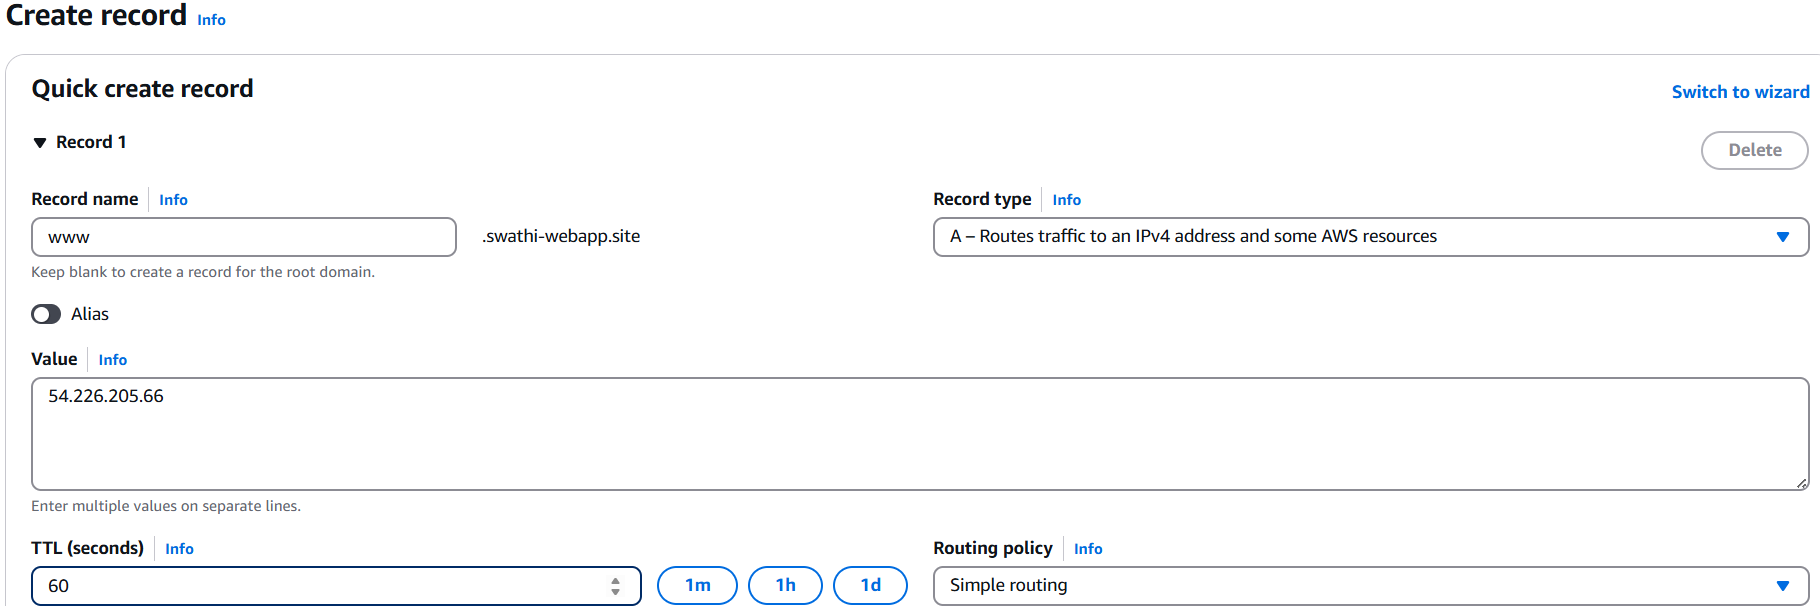 Create record Info
Quick create record
Switch to wizard
Record 1
Delete
Record name Info
www
.swathi-webapp.site
Keep blank to create a record for the root domain.
Record type Info
A – Routes traffic to an IPv4 address and some AWS resources
Alias
Value Info
54.226.205.66
Enter multiple values on separate lines.
TTL (seconds) Info
60
1m
1h
1d
Routing policy Info
Simple routing